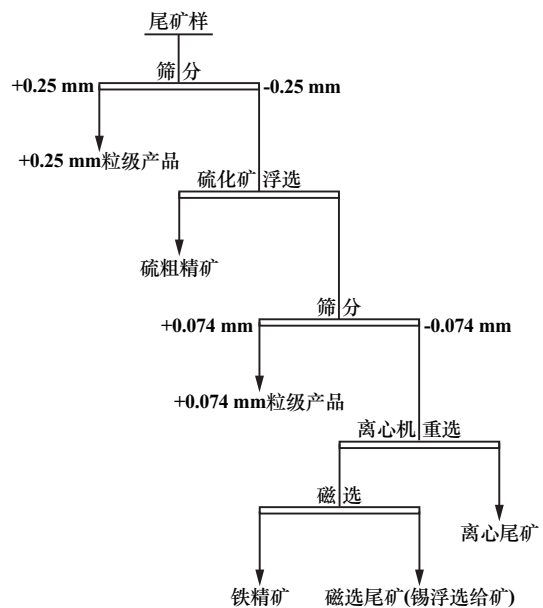 尾矿样
筛分
+0.25 mm
-0.25 mm
+0.25 mm粒级产品
硫化矿浮选
硫粗精矿
筛分
+0.074 mm
-0.074 mm
+0.074 mm粒级产品
离心机重选
磁选
离心尾矿
铁精矿
磁选尾矿(锡浮选给矿)